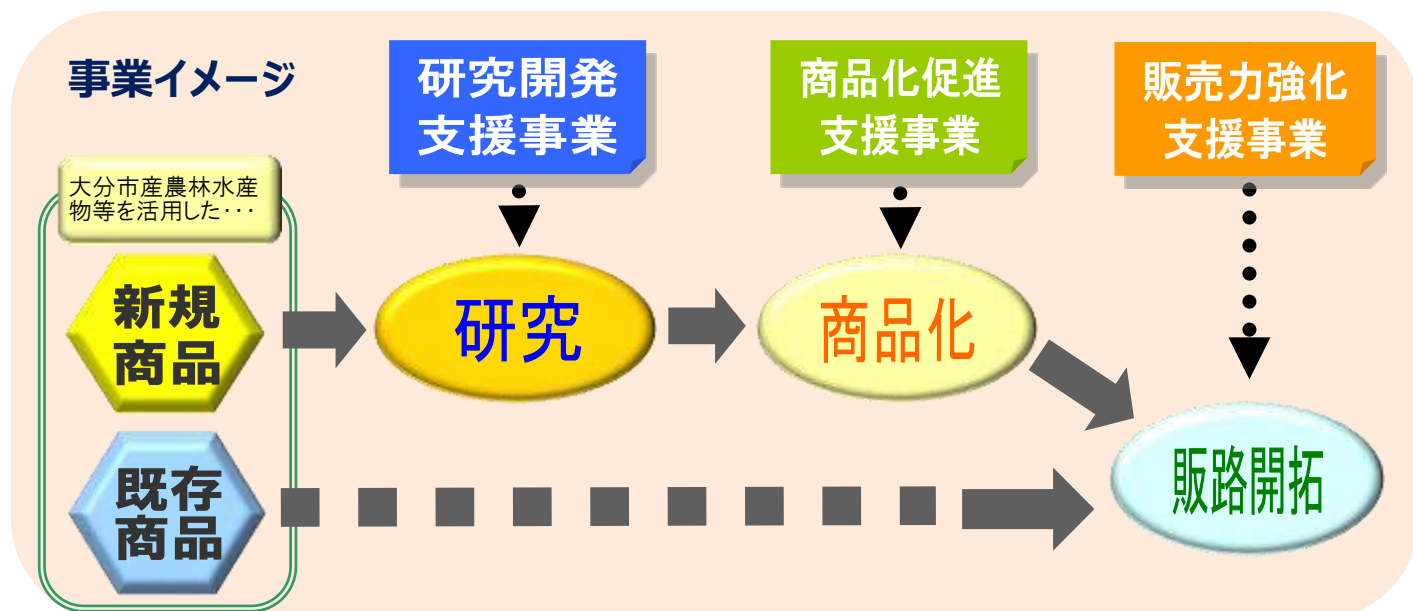 事業イメージ
研究開発
支援事業
商品化促進
支援事業
販売力強化
支援事業
大分市産農林水産
物等を活用した･･･
新規
商品
研究
商品化
既存
商品
販路開拓